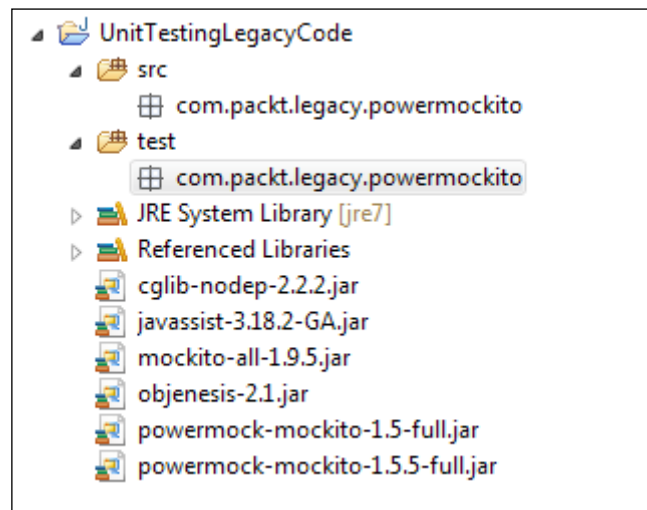 UnitTestingLegacyCode
src
com.packt.legacy.powermockito
test
com.packt.legacy.powermockito
JRE System Library [jre7]
Referenced Libraries
cglib-nodep-2.2.2.jar
javassist-3.18.2-GA.jar
mockito-all-1.9.5.jar
objenesis-2.1.jar
powermock-mockito-1.5-full.jar
powermock-mockito-1.5.5-full.jar